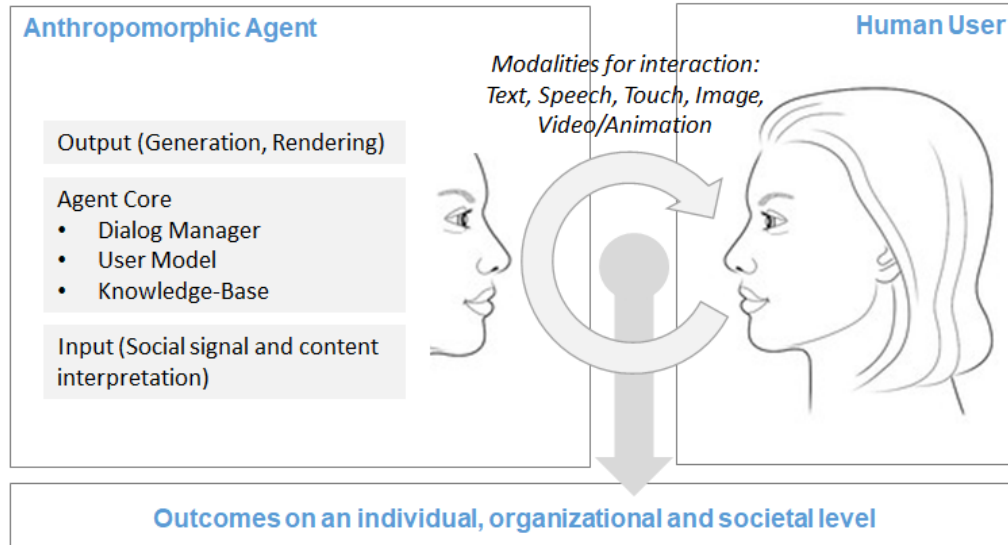 Anthropomorphic Agent
Human User
Modalities for interaction:
Text, Speech, Touch, Image,
Video/Animation
Output (Generation, Rendering)
Agent Core
• Dialog Manager
• User Model
• Knowledge-Base
Input (Social signal and content
interpretation)
Outcomes on an individual, organizational and societal level